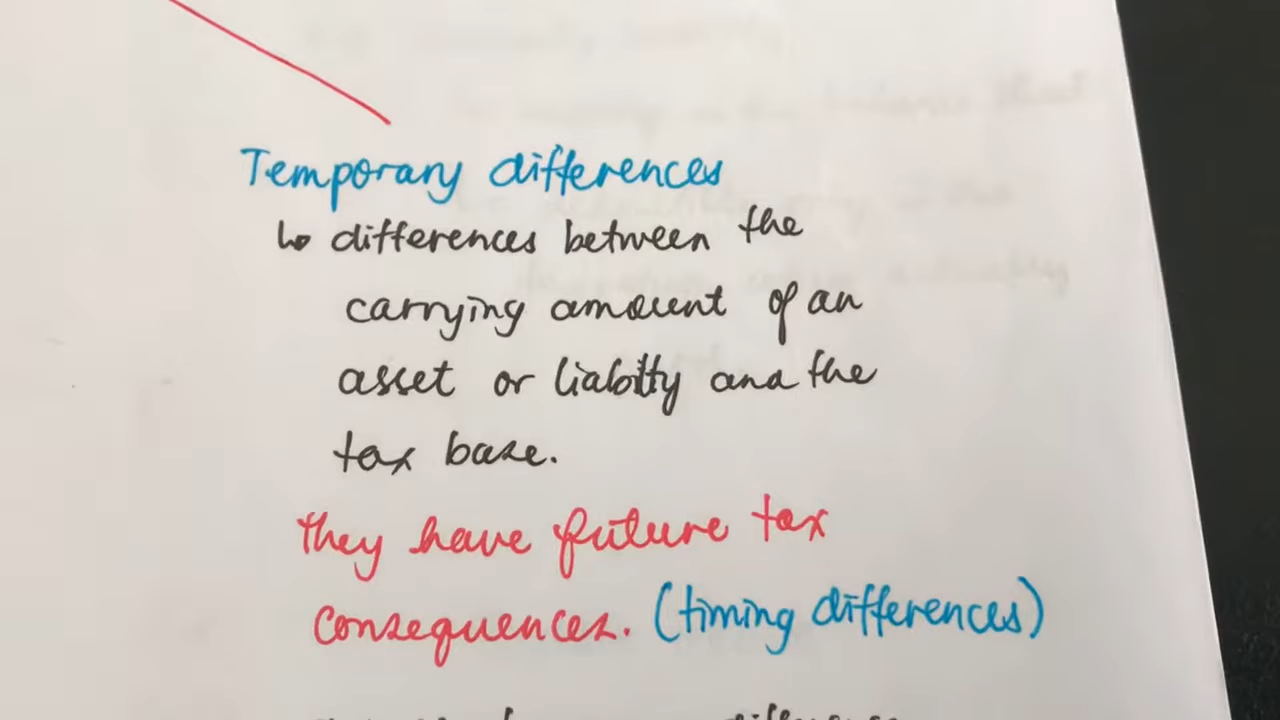 Temporary differences
↳ differences between the
carrying amount of an
asset or liability and the
tax base.
They have future tax
consequences. (timing differences)